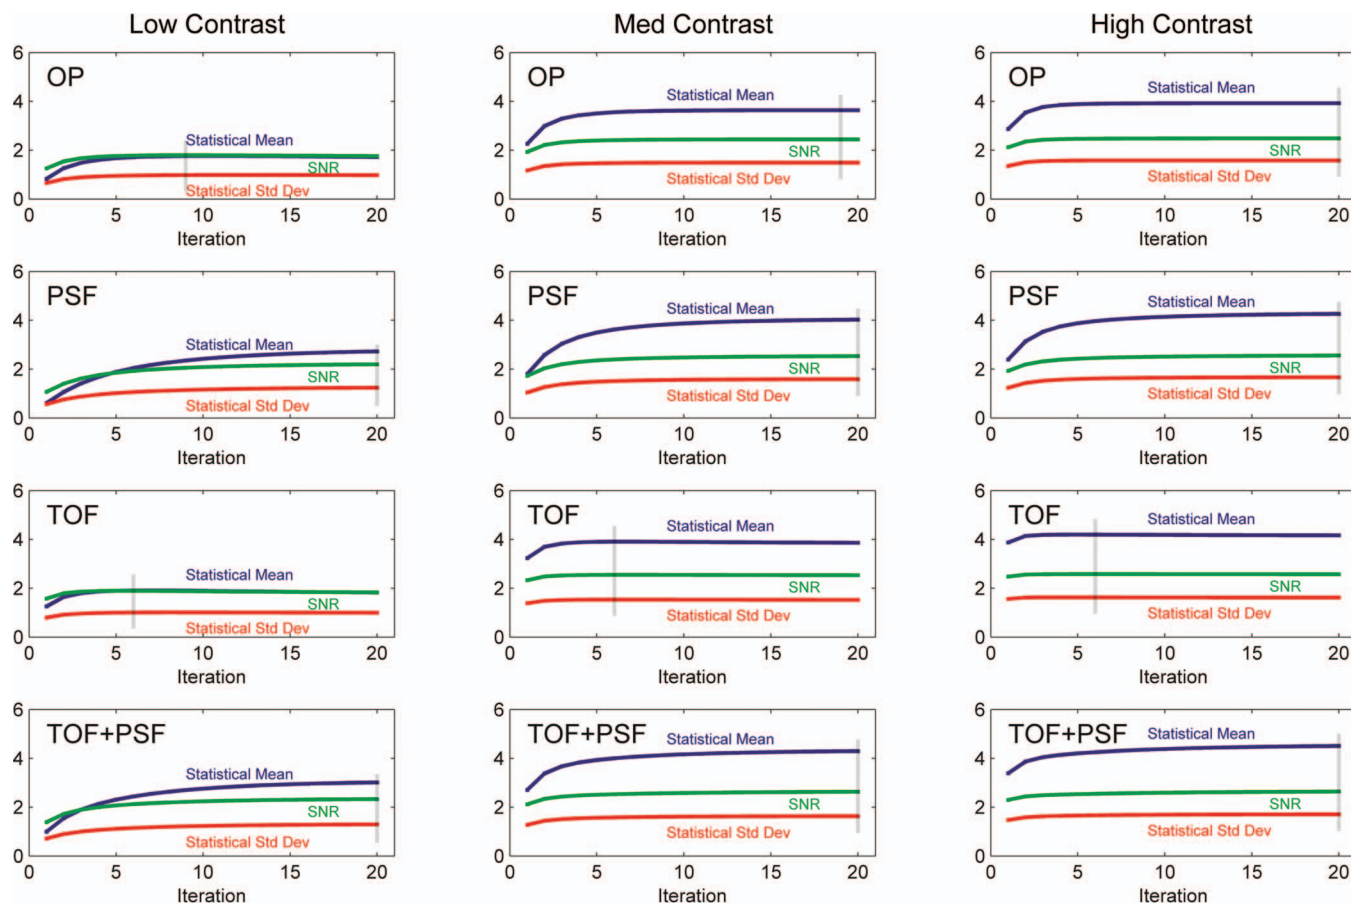 Low Contrast
Med Contrast
High Contrast
6
4
2
0
OP
Statistical Mean
SNR
Statistical Std Dev
0 5 10 15 20
Iteration
6
4
2
0
OP
Statistical Mean
SNR
Statistical Std Dev
0 5 10 15 20
Iteration
6
4
2
0
OP
Statistical Mean
SNR
Statistical Std Dev
0 5 10 15 20
Iteration
6
4
2
0
PSF
Statistical Mean
SNR
Statistical Std Dev
0 5 10 15 20
Iteration
6
4
2
0
PSF
Statistical Mean
SNR
Statistical Std Dev
0 5 10 15 20
Iteration
6
4
2
0
PSF
Statistical Mean
SNR
Statistical Std Dev
0 5 10 15 20
Iteration
6
4
2
0
TOF
Statistical Mean
SNR
Statistical Std Dev
0 5 10 15 20
Iteration
6
4
2
0
TOF
Statistical Mean
SNR
Statistical Std Dev
0 5 10 15 20
Iteration
6
4
2
0
TOF
Statistical Mean
SNR
Statistical Std Dev
0 5 10 15 20
Iteration
6
4
2
0
TOF+PSF
Statistical Mean
SNR
Statistical Std Dev
0 5 10 15 20
Iteration
6
4
2
0
TOF+PSF
Statistical Mean
SNR
Statistical Std Dev
0 5 10 15 20
Iteration
6
4
2
0
TOF+PSF
Statistical Mean
SNR
Statistical Std Dev
0 5 10 15 20
Iteration